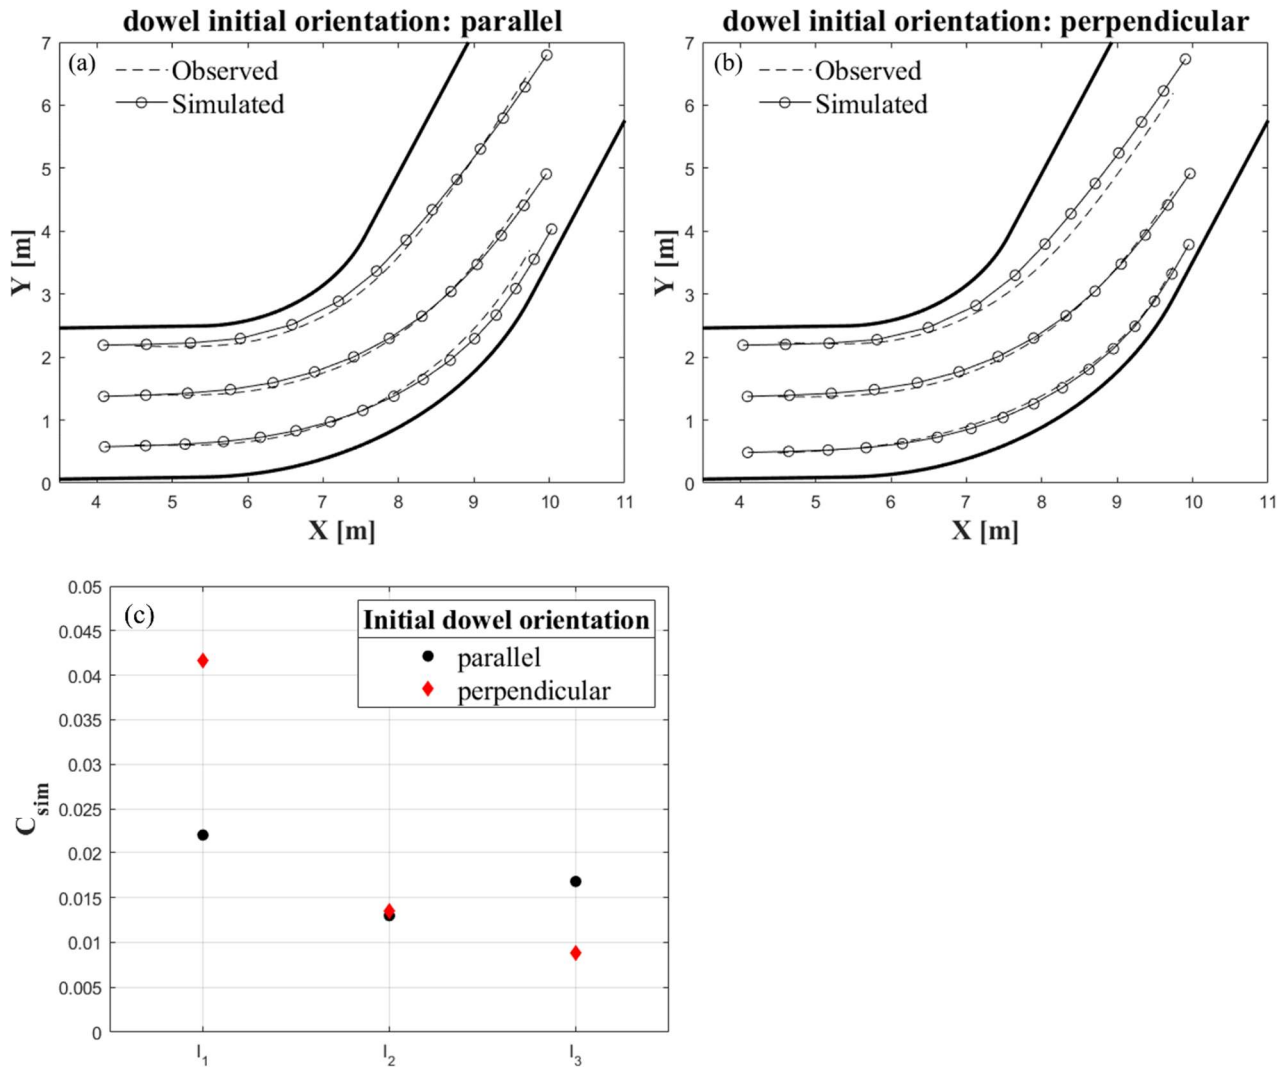 dowel initial orientation: parallel
(a)
Observed
Simulated
7
6
5
4
3
2
1
0
Y [m]
4 5 6 7 8 9 10 11
X [m]
dowel initial orientation: perpendicular
(b)
Observed
Simulated
7
6
5
4
3
2
1
0
Y [m]
4 5 6 7 8 9 10 11
X [m]
(c)
Initial dowel orientation
parallel
perpendicular
0.05
0.045
0.04
0.035
0.03
0.025
0.02
0.015
0.01
0.005
0
C_sim
I_1 I_2 I_3